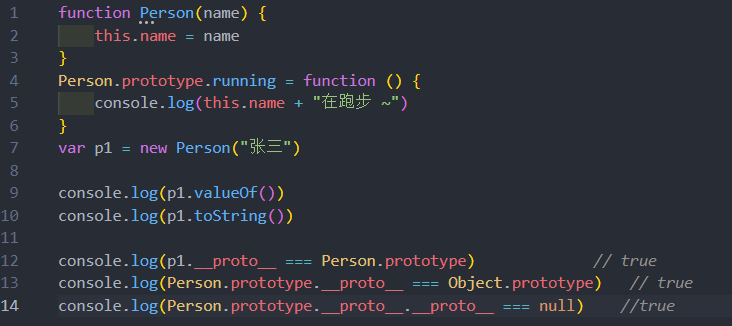 1 function Person(name) {
2 this.name = name
3 }
4 Person.prototype.running = function () {
5 console.log(this.name + "在跑步 ~")
6 }
7 var p1 = new Person("张三")
8
9 console.log(p1.valueOf())
10 console.log(p1.toString())
11
12 console.log(p1.__proto__ === Person.prototype) // true
13 console.log(Person.prototype.__proto__ === Object.prototype) // true
14 console.log(Person.prototype.__proto__.__proto__ === null) //true